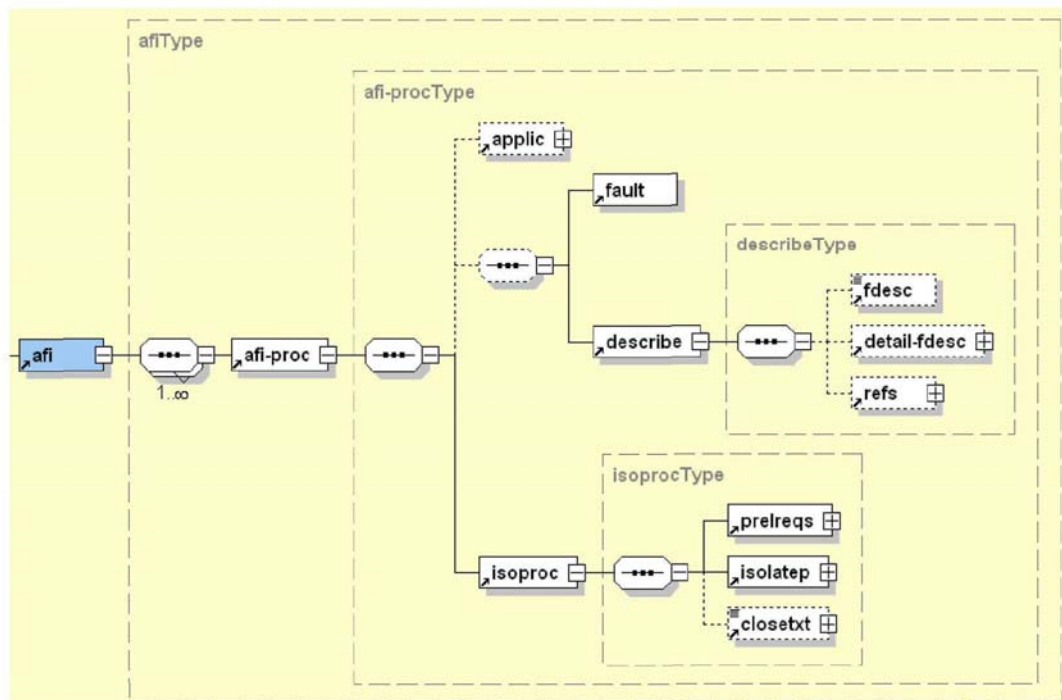 afiType
afi-procType
applic
fault
describeType
fdesc
afi
afi-proc
describe
detail-fdesc
1..∞
refs
isoprocType
prelreqs
isoproc
isolatep
closetxt